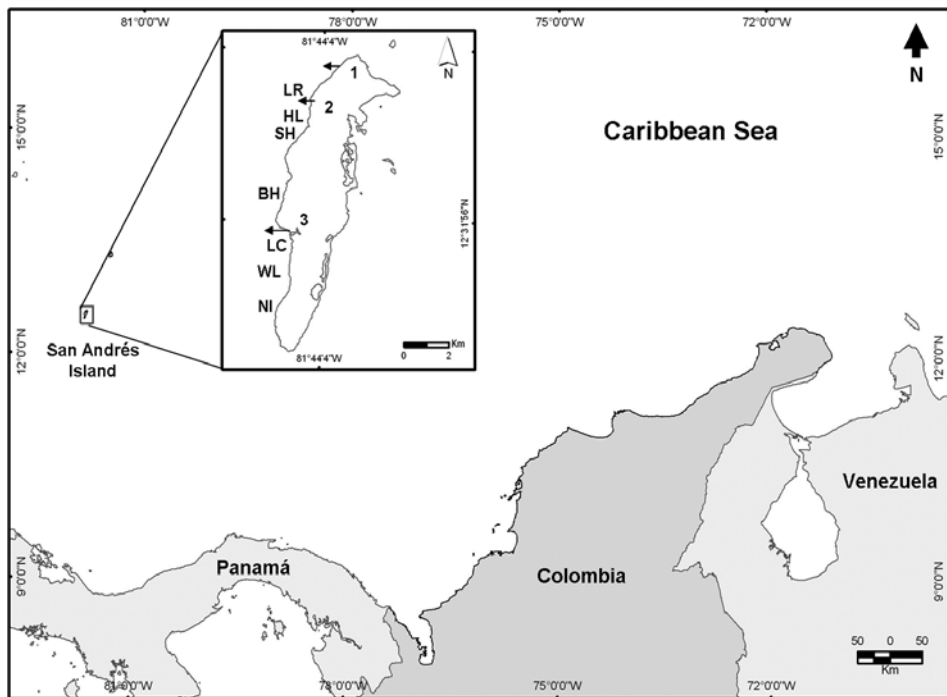 81°0'0"W
78°0'0"W
75°0'0"W
72°0'0"W
81°44'4"W
N
N
1
LR
2
HL
SH
15°0'0"N
15°0'0"N
Caribbean Sea
BH
3
12°31'56"N
LC
WL
NI
Km
0 2
81°44'4"W
San Andrés
Island
12°0'0"N
12°0'0"N
Venezuela
Panamá
Colombia
9°0'0"N
9°0'0"N
50 0 50
Km
81°0'0"W
78°0'0"W
75°0'0"W
72°0'0"W